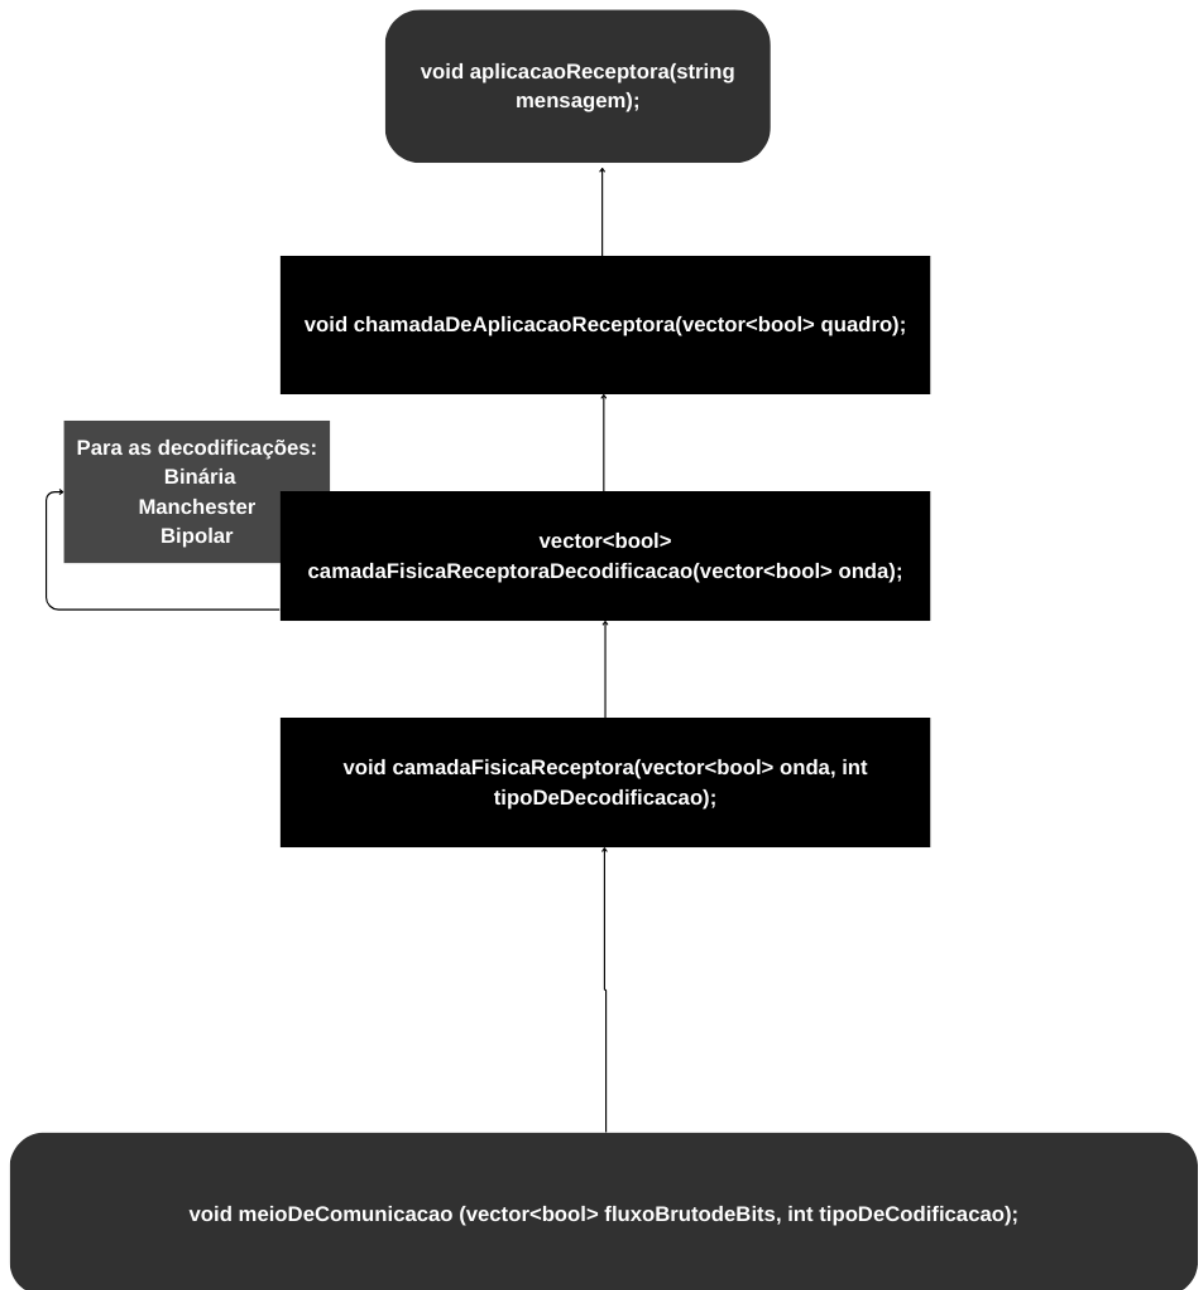 void aplicacaoReceptora(string
mensagem);
void chamadaDeAplicacaoReceptora(vector<bool> quadro);
Para as decodificações:
Binária
Manchester
Bipolar
vector<bool>
camadaFisicaReceptoraDecodificacao(vector<bool> onda);
void camadaFisicaReceptora(vector<bool> onda, int
tipoDeDecodificacao);
void meioDeComunicacao (vector<bool> fluxoBrutodeBits, int tipoDeCodificacao);